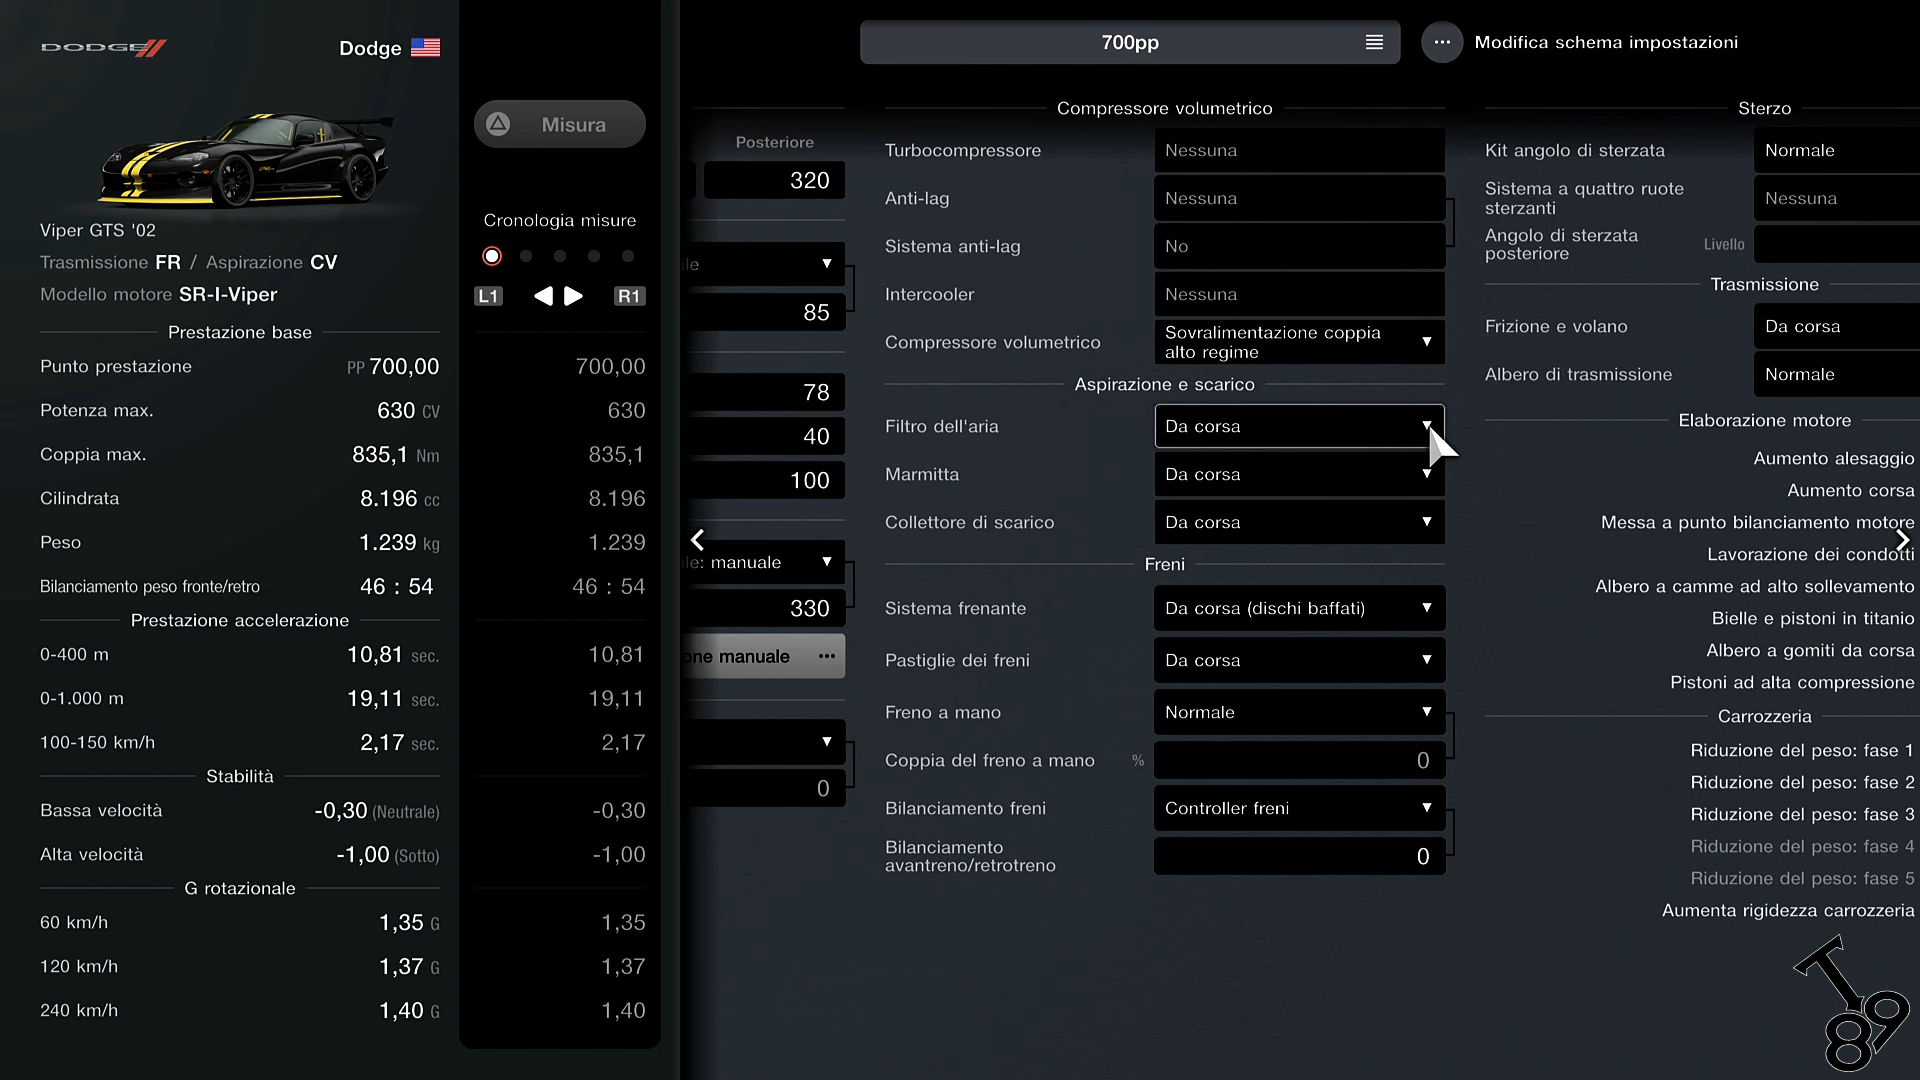 DODGE
Dodge
Viper GTS '02
Trasmissione FR / Aspirazione CV
Modello motore SR-I-Viper
Prestazione base
Punto prestazione PP 700,00
Potenza max. 630 CV
Coppia max. 835,1 Nm
Cilindrata 8.196 cc
Peso 1.239 kg
Bilanciamento peso fronte/retro 46 : 54
Prestazione accelerazione
0-400 m 10,81 sec.
0-1.000 m 19,11 sec.
100-150 km/h 2,17 sec.
Stabilità
Bassa velocità -0,30 (Neutrale)
Alta velocità -1,00 (Sotto)
G rotazionale
60 km/h 1,35 G
120 km/h 1,37 G
240 km/h 1,40 G
Misura
Cronologia misure
L1 R1
700,00
630
835,1
8.196
1.239
46 : 54
10,81
19,11
2,17
-0,30
-1,00
1,35
1,37
1,40
700pp
Modifica schema impostazioni
Posteriore
320
ile
85
78
40
100
ile: manuale
330
one manuale
0
Compressore volumetrico
Turbocompressore Nessuna
Anti-lag Nessuna
Sistema anti-lag No
Intercooler Nessuna
Compressore volumetrico Sovralimentazione coppia
alto regime
Aspirazione e scarico
Filtro dell'aria Da corsa
Marmitta Da corsa
Collettore di scarico Da corsa
Freni
Sistema frenante Da corsa (dischi baffati)
Pastiglie dei freni Da corsa
Freno a mano Normale
Coppia del freno a mano % 0
Bilanciamento freni Controller freni
Bilanciamento
avantreno/retrotreno 0
Sterzo
Kit angolo di sterzata Normale
Sistema a quattro ruote
sterzanti Nessuna
Angolo di sterzata
posteriore Livello
Trasmissione
Frizione e volano Da corsa
Albero di trasmissione Normale
Elaborazione motore
Aumento alesaggio
Aumento corsa
Messa a punto bilanciamento motore
Lavorazione dei condotti
Albero a camme ad alto sollevamento
Bielle e pistoni in titanio
Albero a gomiti da corsa
Pistoni ad alta compressione
Carrozzeria
Riduzione del peso: fase 1
Riduzione del peso: fase 2
Riduzione del peso: fase 3
Riduzione del peso: fase 4
Riduzione del peso: fase 5
Aumenta rigidezza carrozzeria
T89